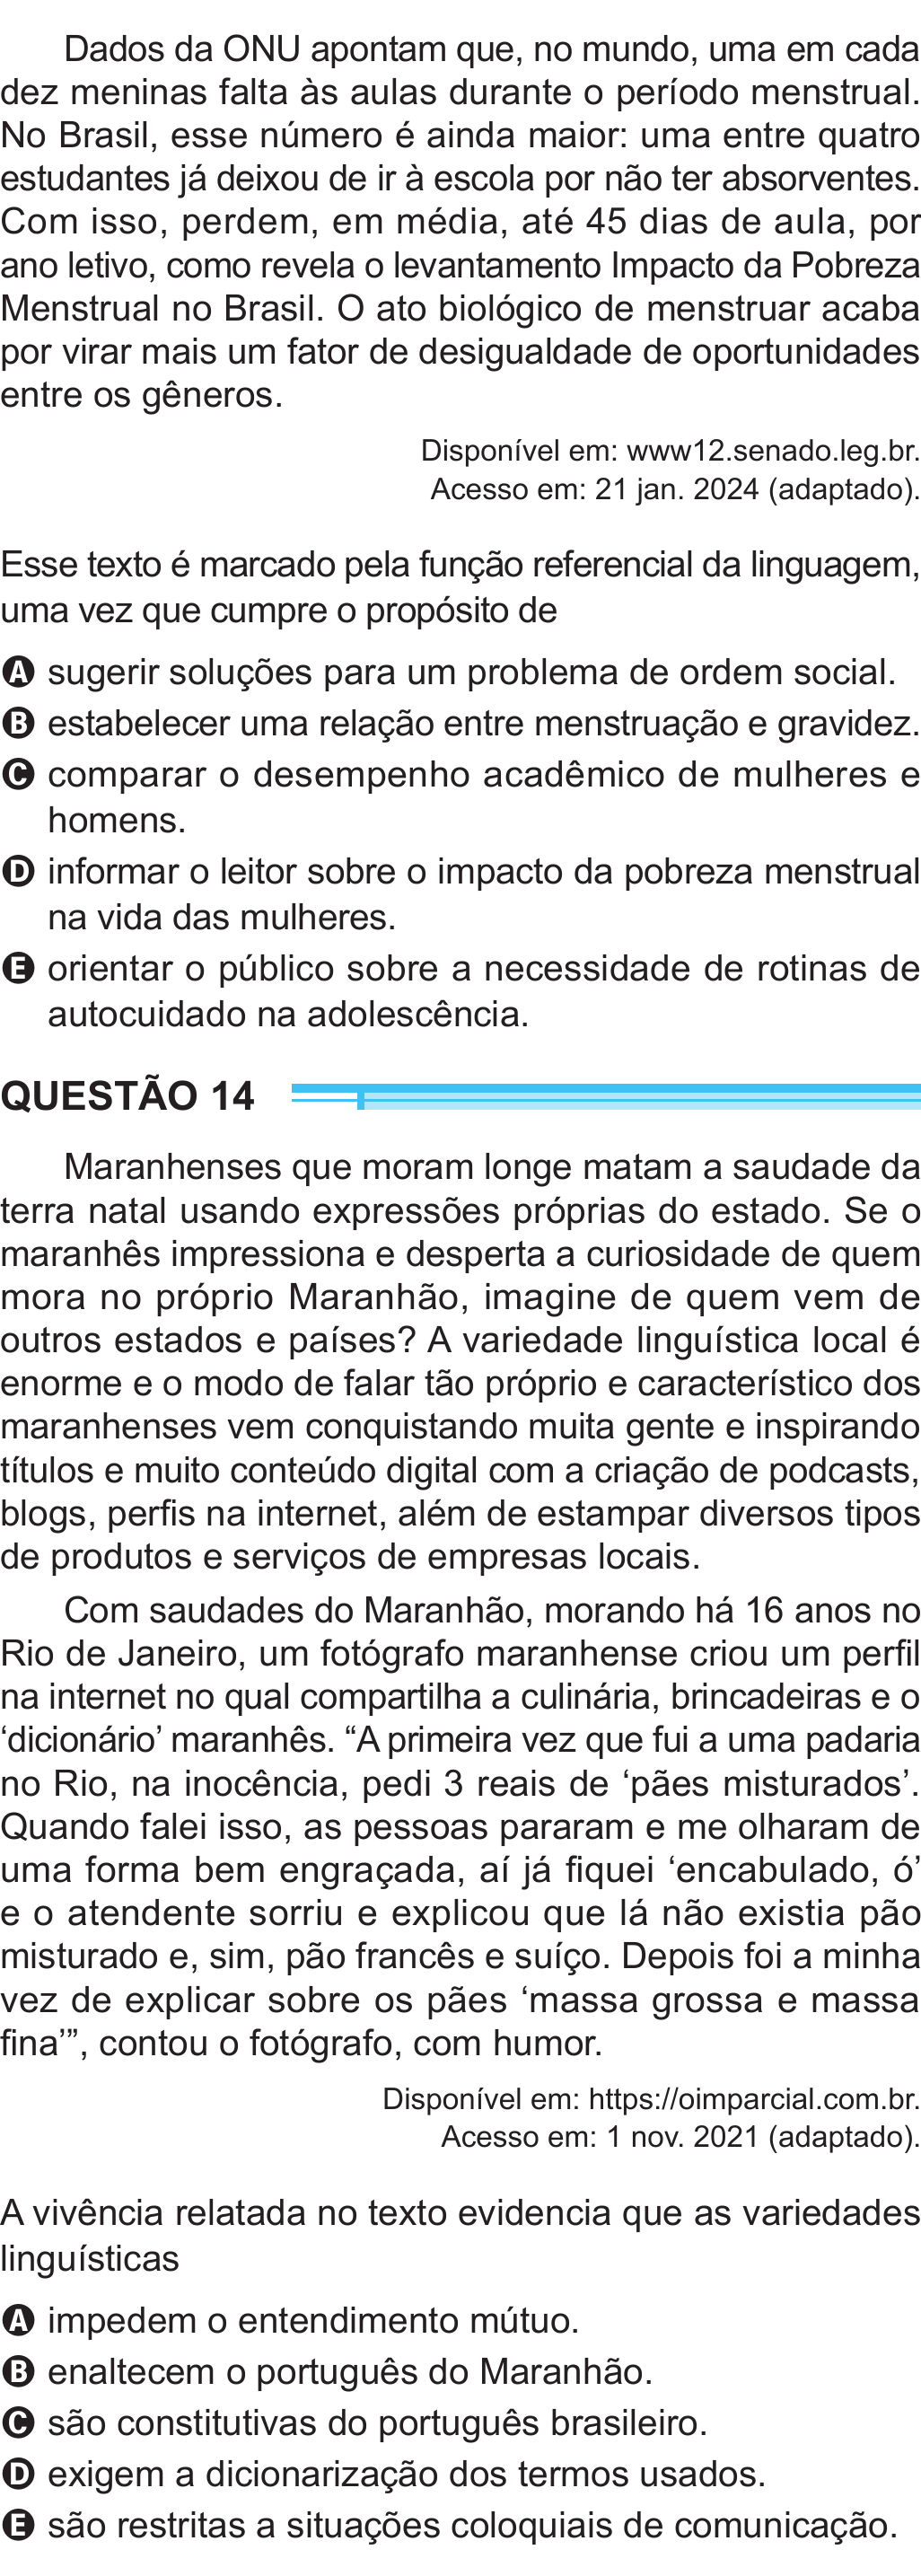 Dados da ONU apontam que, no mundo, uma em cada
dez meninas falta às aulas durante o período menstrual.
No Brasil, esse número é ainda maior: uma entre quatro
estudantes já deixou de ir à escola por não ter absorventes.
Com isso, perdem, em média, até 45 dias de aula, por
ano letivo, como revela o levantamento Impacto da Pobreza
Menstrual no Brasil. O ato biológico de menstruar acaba
por virar mais um fator de desigualdade de oportunidades
entre os gêneros.
Disponível em: www12.senado.leg.br.
Acesso em: 21 jan. 2024 (adaptado).
Esse texto é marcado pela função referencial da linguagem,
uma vez que cumpre o propósito de
A sugerir soluções para um problema de ordem social.
B estabelecer uma relação entre menstruação e gravidez.
C comparar o desempenho acadêmico de mulheres e
homens.
D informar o leitor sobre o impacto da pobreza menstrual
na vida das mulheres.
E orientar o público sobre a necessidade de rotinas de
autocuidado na adolescência.
QUESTÃO 14
Maranhenses que moram longe matam a saudade da
terra natal usando expressões próprias do estado. Se o
maranhês impressiona e desperta a curiosidade de quem
mora no próprio Maranhão, imagine de quem vem de
outros estados e países? A variedade linguística local é
enorme e o modo de falar tão próprio e característico dos
maranhenses vem conquistando muita gente e inspirando
títulos e muito conteúdo digital com a criação de podcasts,
blogs, perfis na internet, além de estampar diversos tipos
de produtos e serviços de empresas locais.
Com saudades do Maranhão, morando há 16 anos no
Rio de Janeiro, um fotógrafo maranhense criou um perfil
na internet no qual compartilha a culinária, brincadeiras e o
‘dicionário’ maranhês. “A primeira vez que fui a uma padaria
no Rio, na inocência, pedi 3 reais de ‘pães misturados’.
Quando falei isso, as pessoas pararam e me olharam de
uma forma bem engraçada, aí já fiquei ‘encabulado, ó’
e o atendente sorriu e explicou que lá não existia pão
misturado e, sim, pão francês e suíço. Depois foi a minha
vez de explicar sobre os pães ‘massa grossa e massa
fina’”, contou o fotógrafo, com humor.
Disponível em: https://oimparcial.com.br.
Acesso em: 1 nov. 2021 (adaptado).
A vivência relatada no texto evidencia que as variedades
linguísticas
A impedem o entendimento mútuo.
B enaltecem o português do Maranhão.
C são constitutivas do português brasileiro.
D exigem a dicionarização dos termos usados.
E são restritas a situações coloquiais de comunicação.